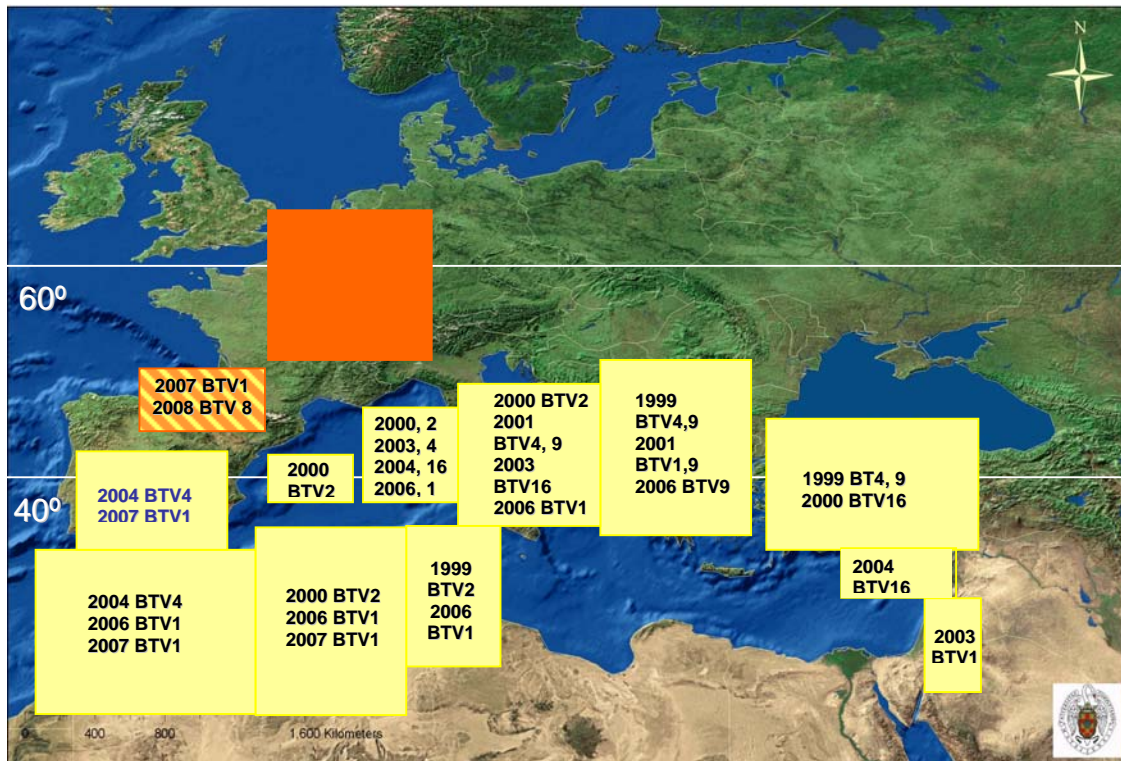 N
60º
2007 BTV1
2008 BTV 8
2000 BTV2
2001
BTV4, 9
2003
BTV16
2006 BTV1
1999
BTV4,9
2001
BTV1,9
2006 BTV9
2000, 2
2003, 4
2004, 16
2006, 1
2000
BTV2
1999 BT4, 9
2000 BTV16
40º
2004 BTV4
2007 BTV1
2004
BTV16
1999
BTV2
2006
BTV1
2000 BTV2
2006 BTV1
2007 BTV1
2004 BTV4
2006 BTV1
2007 BTV1
2003
BTV1
0 400 800 1.600 Kilometers